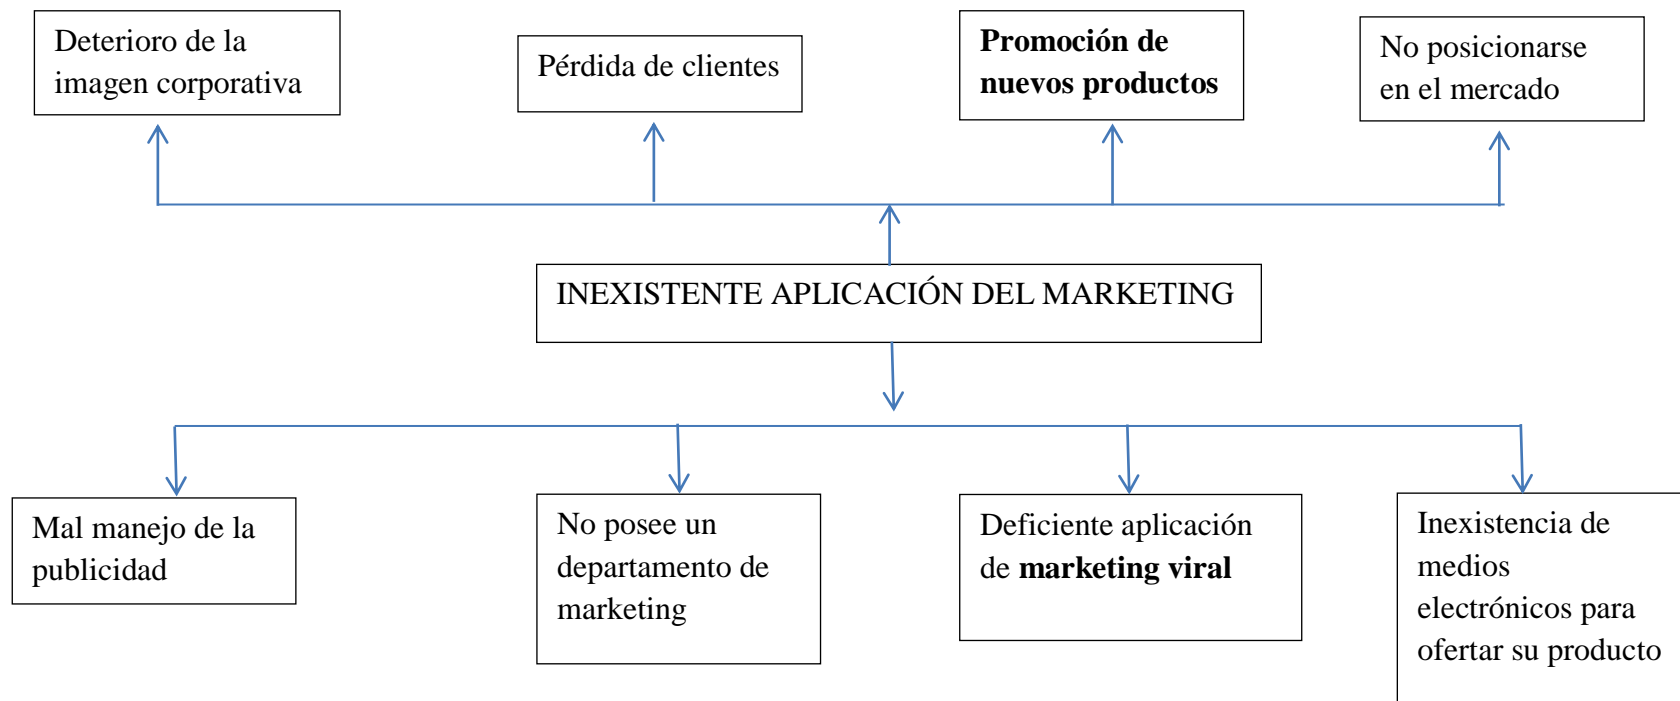 Deterioro de la
imagen corporativa
Pérdida de clientes
Promoción de
nuevos productos
No posicionarse
en el mercado
INEXISTENTE APLICACIÓN DEL MARKETING
Mal manejo de la
publicidad
No posee un
departamento de
marketing
Deficiente aplicación
de marketing viral
Inexistencia de
medios
electrónicos para
ofertar su producto